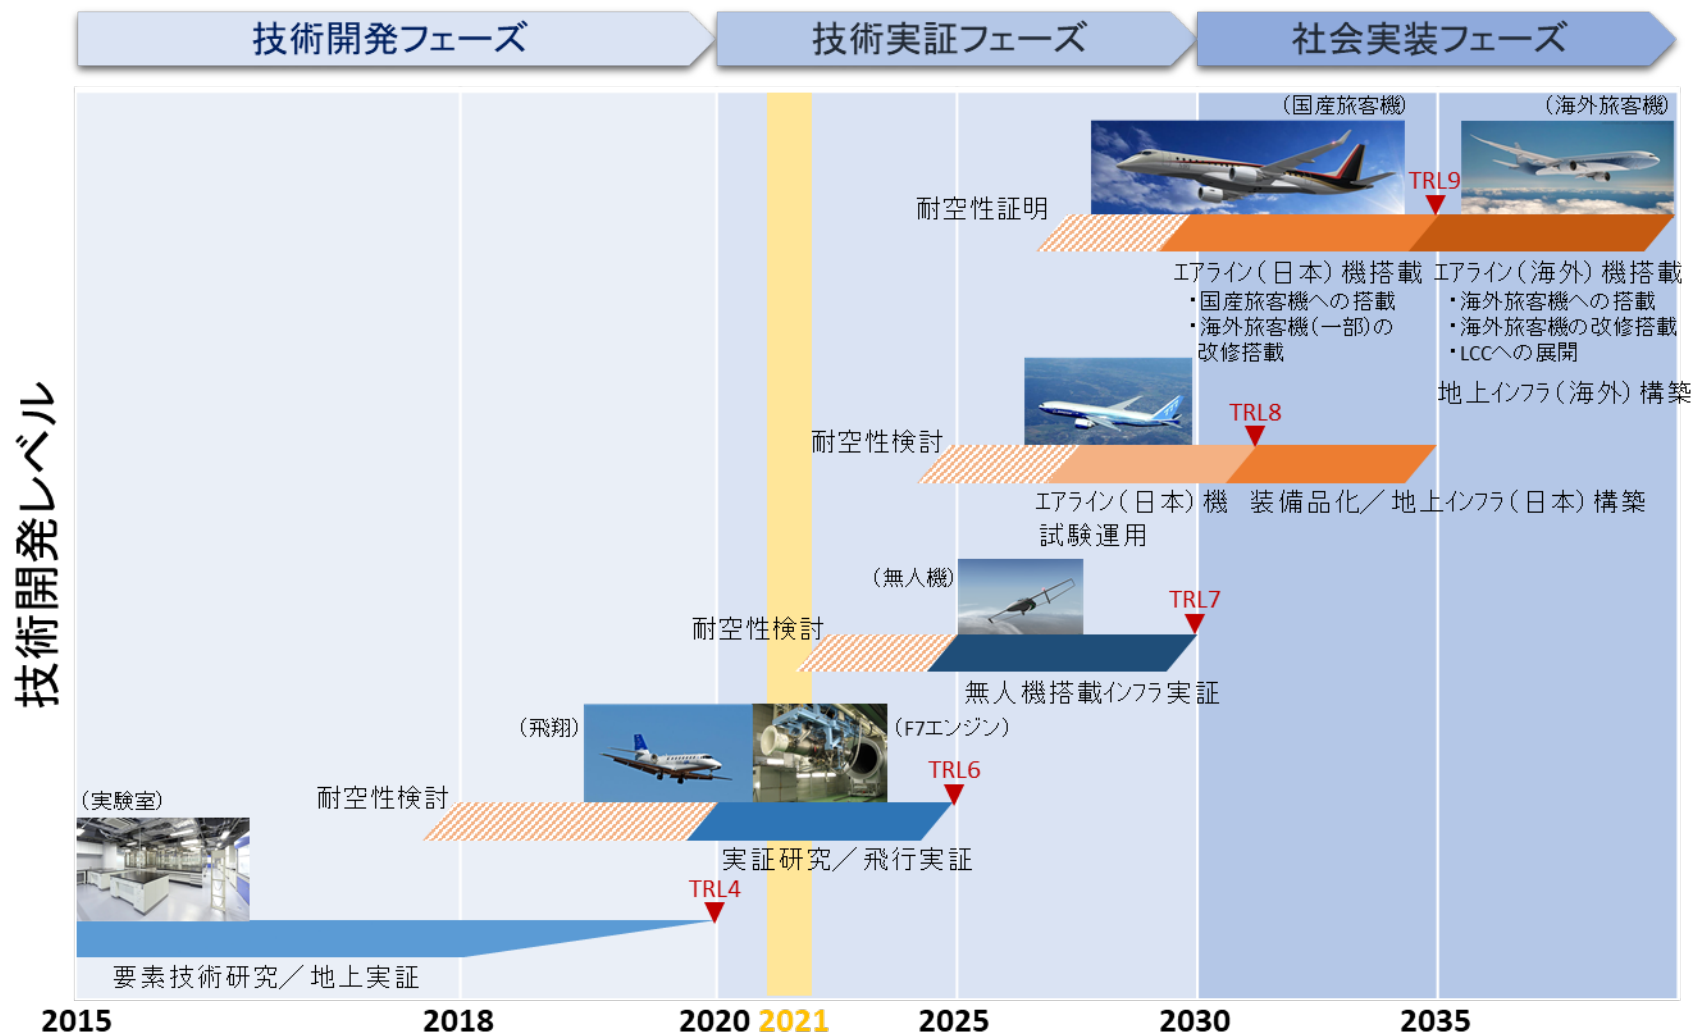 技術開発フェーズ
技術実証フェーズ
社会実装フェーズ
技術開発レベル
(国産旅客機)
(海外旅客機)
TRL9
耐空性証明
エアライン(日本)機搭載
・国産旅客機への搭載
・海外旅客機(一部)の
改修搭載
エアライン(海外)機搭載
・海外旅客機への搭載
・海外旅客機の改修搭載
・LCCへの展開
地上インフラ(海外)構築
777
TRL8
耐空性検討
エアライン(日本)機
試験運用
装備品化／地上インフラ(日本)構築
(無人機)
TRL7
耐空性検討
無人機搭載インフラ実証
(飛翔)
(F7エンジン)
TRL6
耐空性検討
実証研究／飛行実証
(実験室)
TRL4
要素技術研究／地上実証
2015
2018
2020
2021
2025
2030
2035